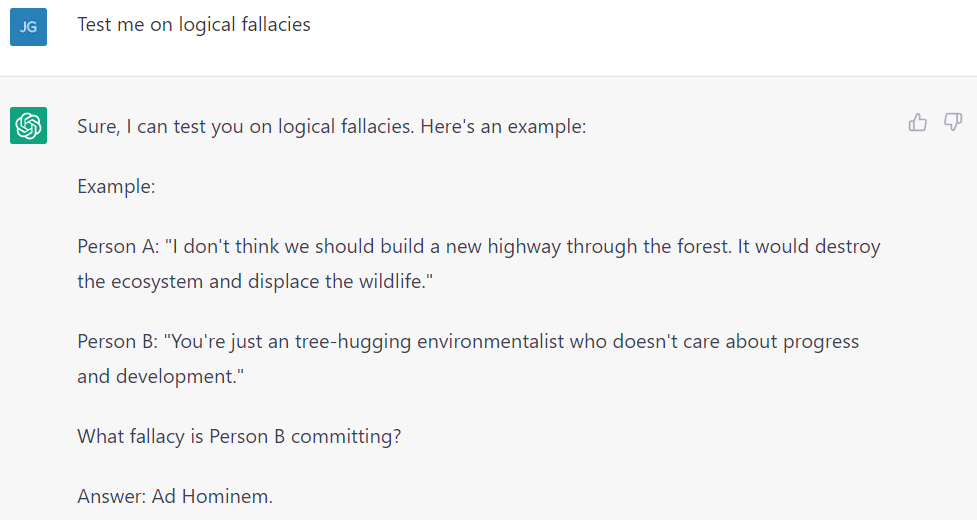 JG
Test me on logical fallacies
Sure, I can test you on logical fallacies. Here's an example:
Example:
Person A: "I don't think we should build a new highway through the forest. It would destroy
the ecosystem and displace the wildlife."
Person B: "You're just an tree-hugging environmentalist who doesn't care about progress
and development."
What fallacy is Person B committing?
Answer: Ad Hominem.